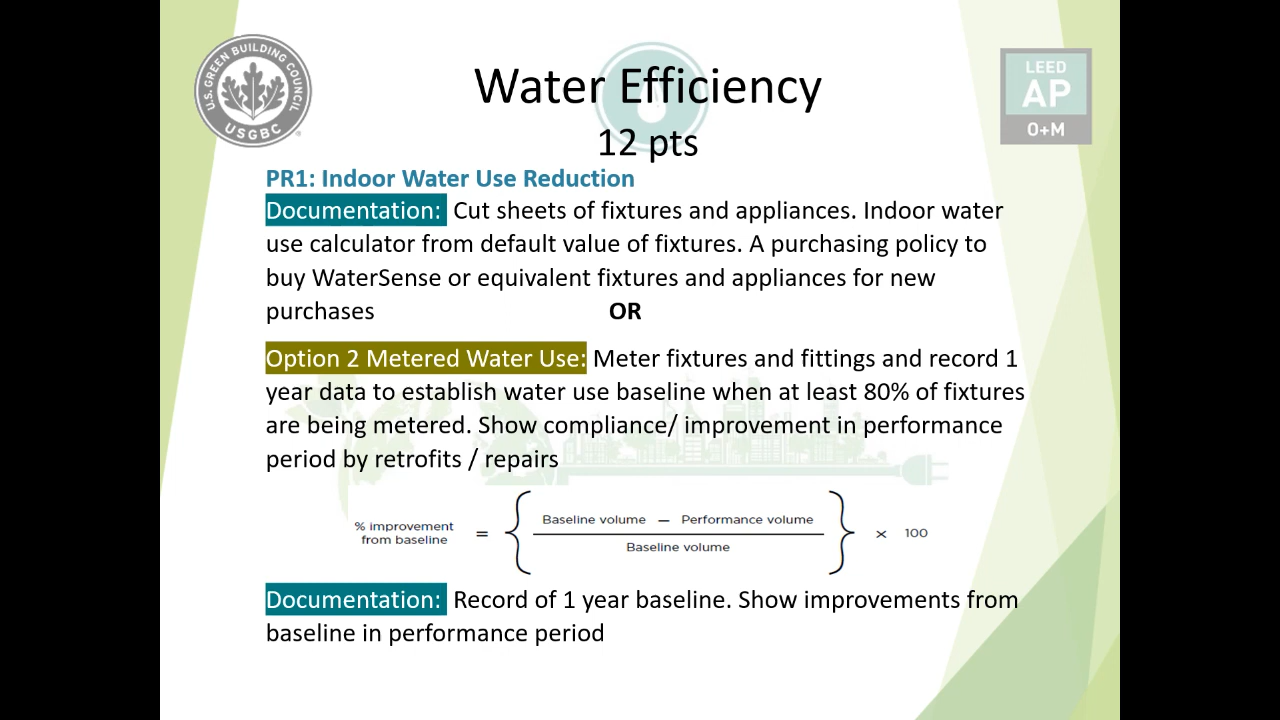 U.S. GREEN BUILDING COUNCIL
USGBC
LEED
AP
O+M
Water Efficiency
12 pts
PR1: Indoor Water Use Reduction
Documentation: Cut sheets of fixtures and appliances. Indoor water
use calculator from default value of fixtures. A purchasing policy to
buy WaterSense or equivalent fixtures and appliances for new
purchases OR
Option 2 Metered Water Use: Meter fixtures and fittings and record 1
year data to establish water use baseline when at least 80% of fixtures
are being metered. Show compliance/ improvement in performance
period by retrofits / repairs
% improvement
from baseline = { Baseline volume — Performance volume
Baseline volume } x 100
Documentation: Record of 1 year baseline. Show improvements from
baseline in performance period